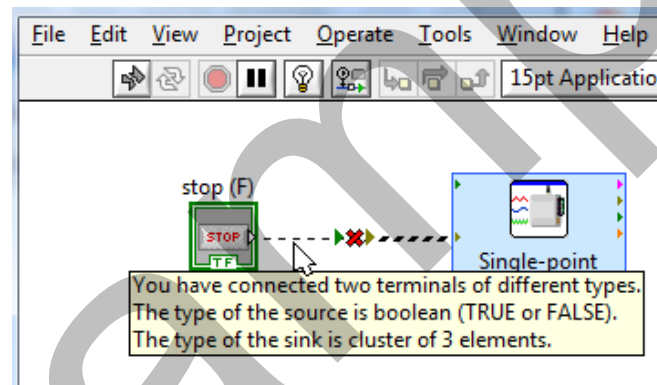 File Edit View Project Operate Tools Window Help
15pt Applicatio
stop (F)
STOP
TF
Single-point
You have connected two terminals of different types.
The type of the source is boolean (TRUE or FALSE).
The type of the sink is cluster of 3 elements.